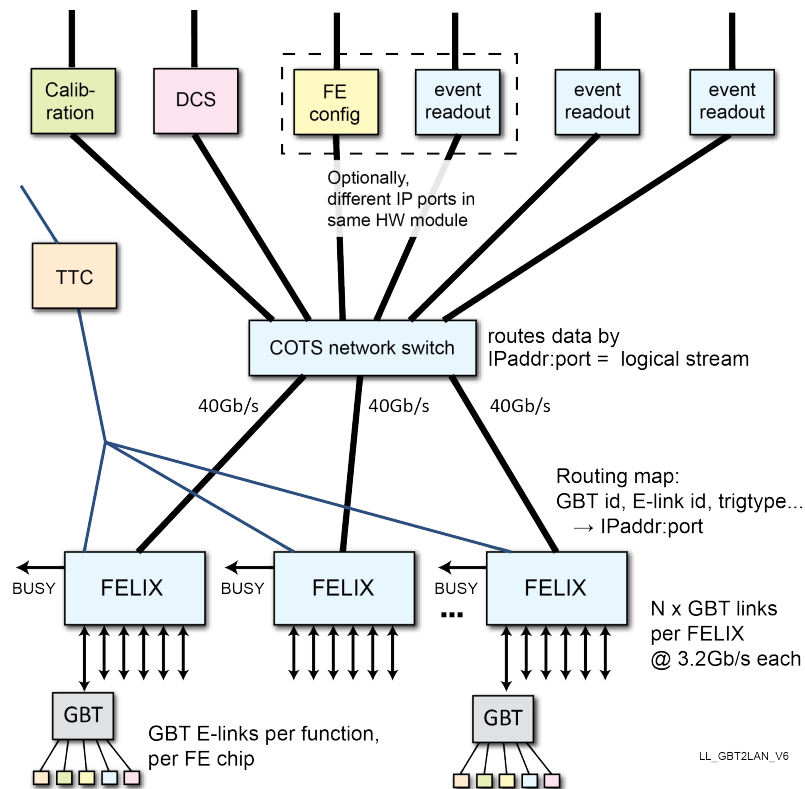 Calib-
ration
DCS
FE
config
event
readout
event
readout
event
readout
Optionally,
different IP ports in
same HW module
TTC
COTS network switch
routes data by
IPaddr:port = logical stream
40Gb/s
40Gb/s
40Gb/s
Routing map:
GBT id, E-link id, trigtype...
→ IPaddr:port
BUSY
FELIX
BUSY
FELIX
BUSY
...
FELIX
N x GBT links
per FELIX
@ 3.2Gb/s each
GBT
GBT E-links per function,
per FE chip
GBT
LL_GBT2LAN_V6